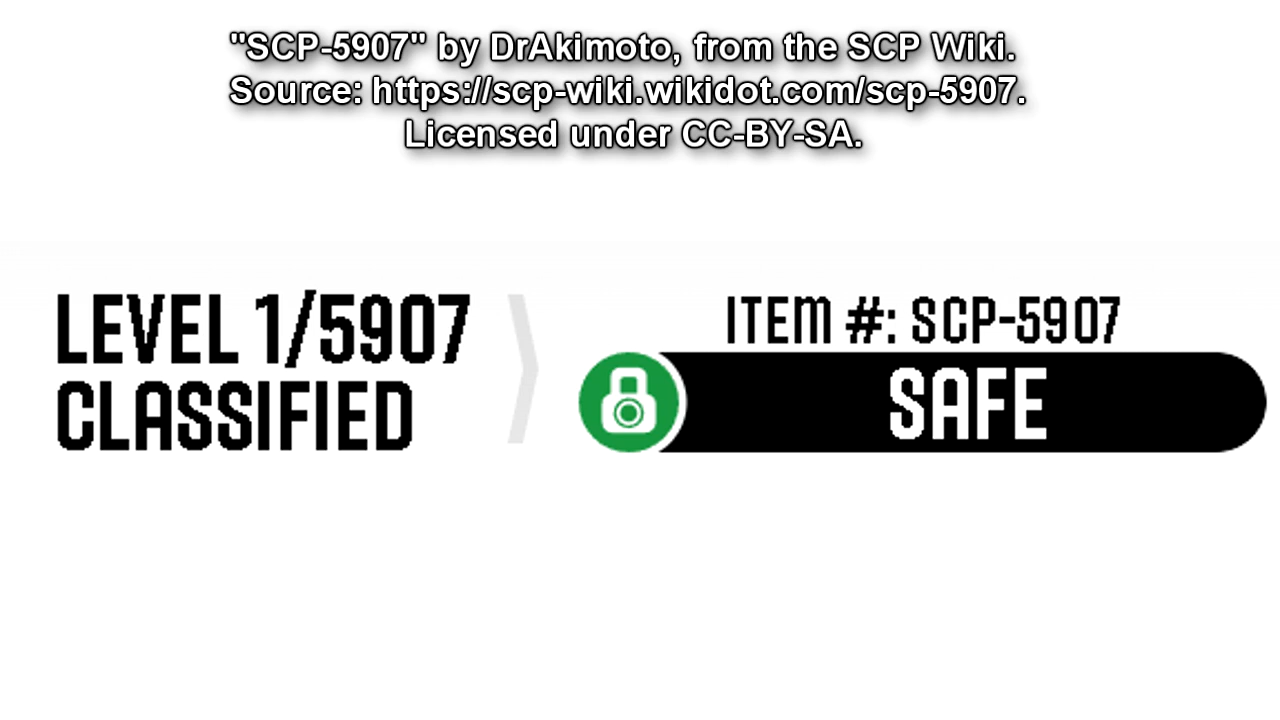 "SCP-5907" by DrAkimoto, from the SCP Wiki.
Source: https://scp-wiki.wikidot.com/scp-5907.
Licensed under CC-BY-SA.
LEVEL 1/5907
CLASSIFIED
ITEM #: SCP-5907
SAFE